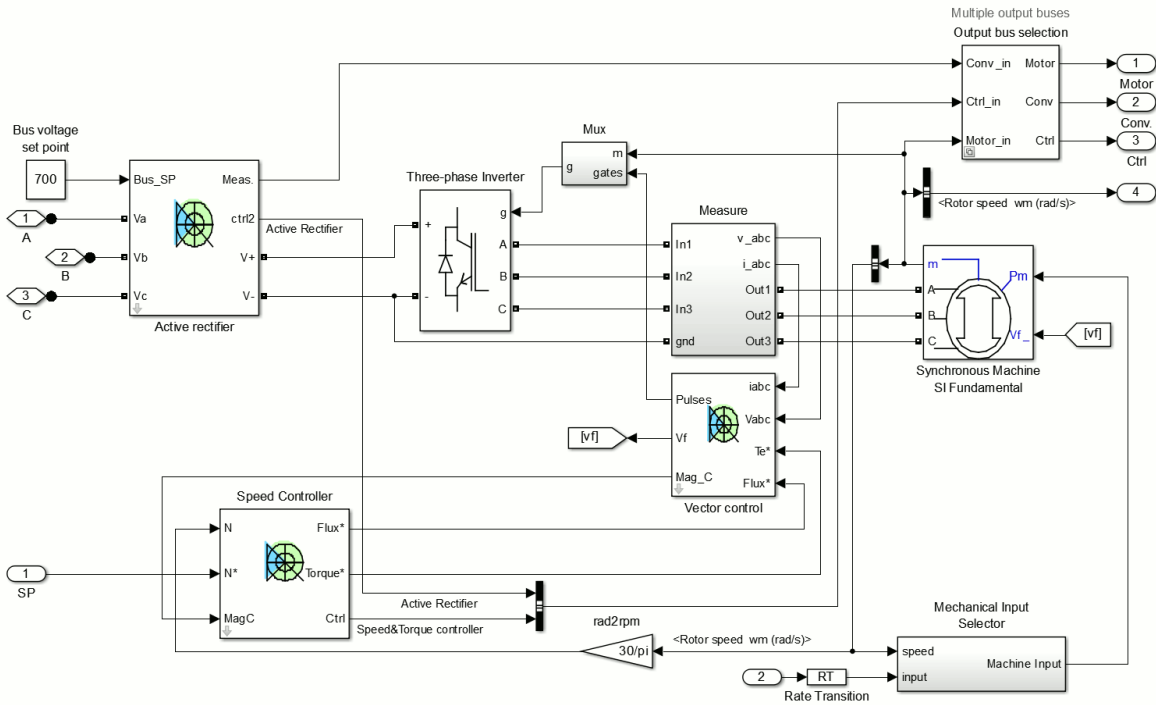 Multiple output buses
Output bus selection
Conv_in
Motor
1
Motor
Ctrl_in
Conv
2
Conv.
Motor_in
Ctrl
3
Ctrl
4
<Rotor speed wm (rad/s)>
Bus voltage
set point
700
Bus_SP
Meas.
1
A
Va
ctrl2
Active Rectifier
2
B
Vb
V+
3
C
Vc
V-
Active rectifier
Mux
m
g
gates
Three-phase Inverter
g
+
A
B
-
C
Measure
v_abc
In1
i_abc
In2
Out1
In3
Out2
gnd
Out3
m
Pm
A
B
Vf_
C
[vf]
Synchronous Machine
SI Fundamental
iabc
Pulses
Vabc
Vf
Te*
Mag_C
Flux*
Vector control
[vf]
Speed Controller
N
Flux*
1
SP
N*
Torque*
MagC
Ctrl
Active Rectifier
Speed&Torque controller
rad2rpm
30/pi
<Rotor speed wm (rad/s)>
Mechanical Input
Selector
speed
Machine Input
input
2
RT
Rate Transition